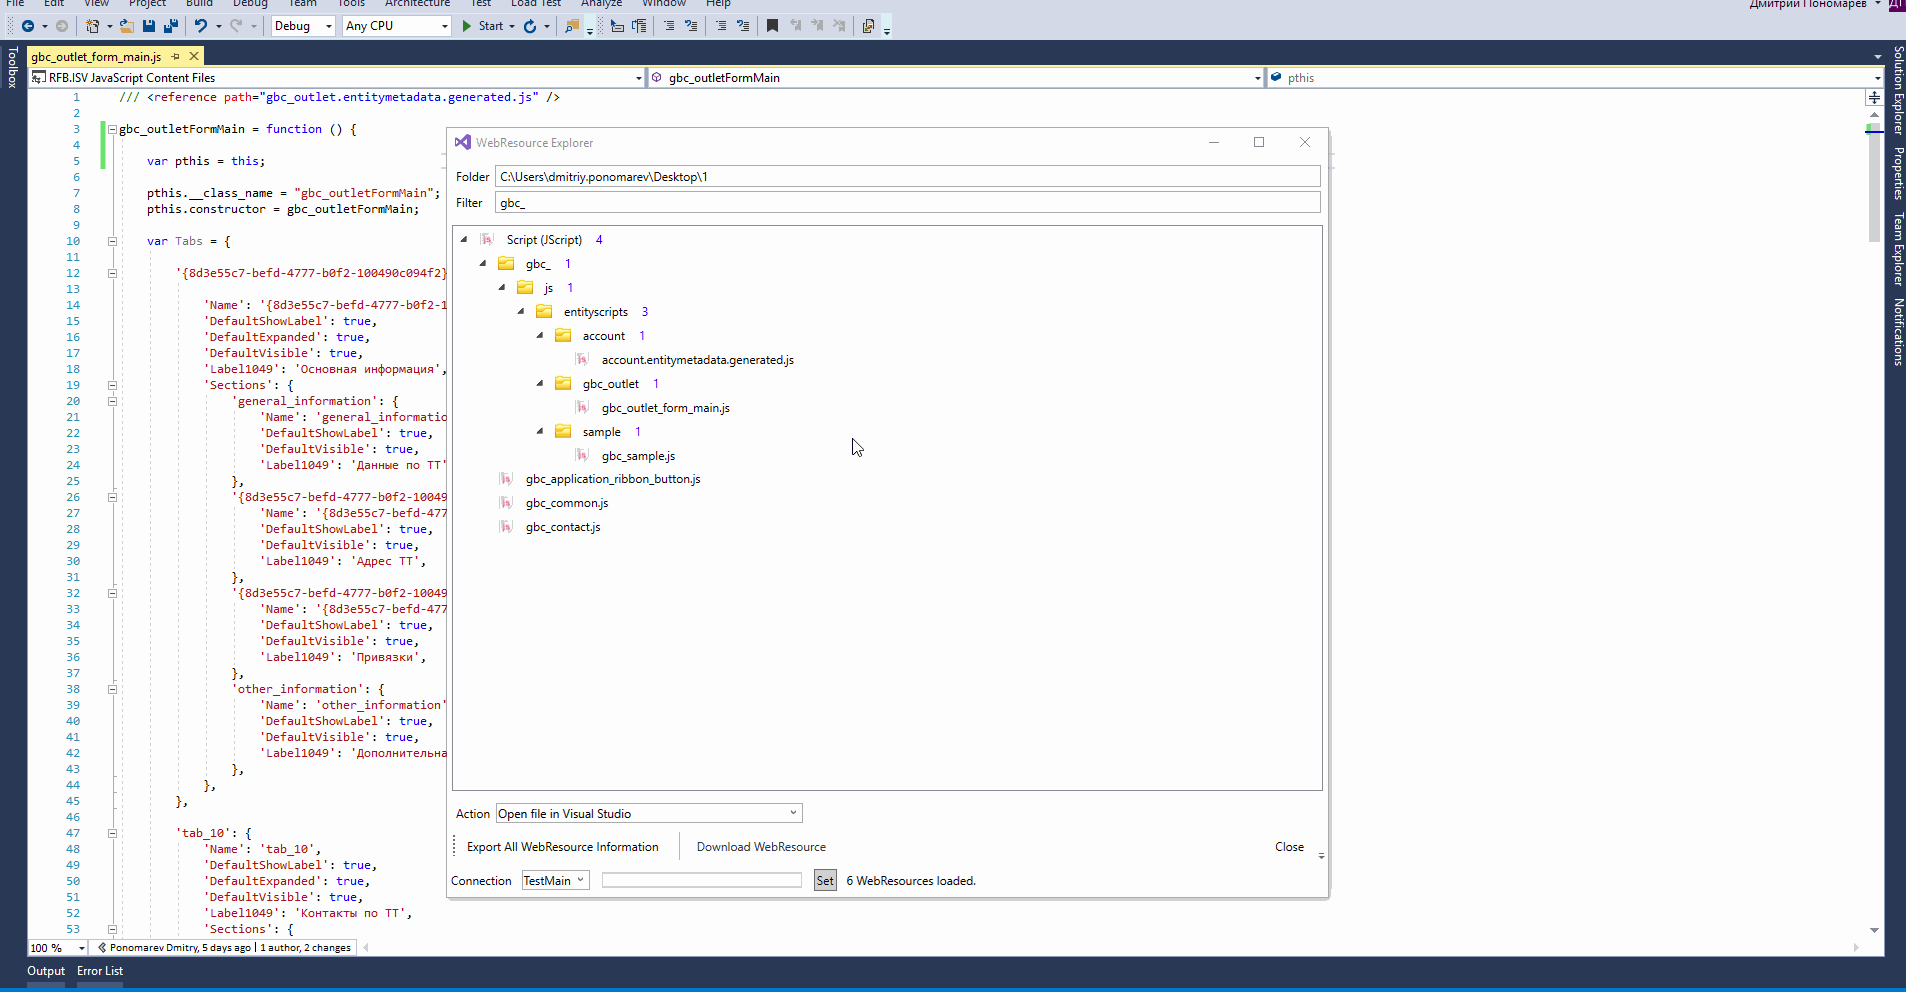 File Edit View Project Build Debug Team Tools Architecture Test Load Test Analyze Window Help
Дмитрий Пономарев
ДП
Debug Any CPU Start
Toolbox
gbc_outlet_form_main.js
RFB.ISV JavaScript Content Files
gbc_outletFormMain
pthis
1 /// <reference path="gbc_outlet.entitymetadata.generated.js" />
2
3 gbc_outletFormMain = function () {
4
5 var pthis = this;
6
7 pthis.__class_name = "gbc_outletFormMain";
8 pthis.constructor = gbc_outletFormMain;
9
10 var Tabs = {
11
12 '{8d3e55c7-befd-4777-b0f2-100490c094f2}
13
14 'Name': '{8d3e55c7-befd-4777-b0f2-1
15 'DefaultShowLabel': true,
16 'DefaultExpanded': true,
17 'DefaultVisible': true,
18 'Label1049': 'Основная информация',
19 'Sections': {
20 'general_information': {
21 'Name': 'general_informatio
22 'DefaultShowLabel': true,
23 'DefaultVisible': true,
24 'Label1049': 'Данные по ТТ'
25 },
26 '{8d3e55c7-befd-4777-b0f2-10049
27 'Name': '{8d3e55c7-befd-477
28 'DefaultShowLabel': true,
29 'DefaultVisible': true,
30 'Label1049': 'Адрес ТТ',
31 },
32 '{8d3e55c7-befd-4777-b0f2-10049
33 'Name': '{8d3e55c7-befd-477
34 'DefaultShowLabel': true,
35 'DefaultVisible': true,
36 'Label1049': 'Привязки',
37 },
38 'other_information': {
39 'Name': 'other_information'
40 'DefaultShowLabel': true,
41 'DefaultVisible': true,
42 'Label1049': 'Дополнительна
43 },
44 },
45 },
46
47 'tab_10': {
48 'Name': 'tab_10',
49 'DefaultShowLabel': true,
50 'DefaultExpanded': true,
51 'DefaultVisible': true,
52 'Label1049': 'Контакты по ТТ',
53 'Sections': {
100 % Ponomarev Dmitry, 5 days ago | 1 author, 2 changes
Output Error List
WebResource Explorer
Folder C:\Users\dmitriy.ponomarev\Desktop\1
Filter gbc_
Script (JScript) 4
gbc_ 1
js 1
entityscripts 3
account 1
account.entitymetadata.generated.js
gbc_outlet 1
gbc_outlet_form_main.js
sample 1
gbc_sample.js
gbc_application_ribbon_button.js
gbc_common.js
gbc_contact.js
Action Open file in Visual Studio
Export All WebResource Information Download WebResource Close
Connection TestMain Set 6 WebResources loaded.
Solution Explorer
Properties
Team Explorer
Notifications